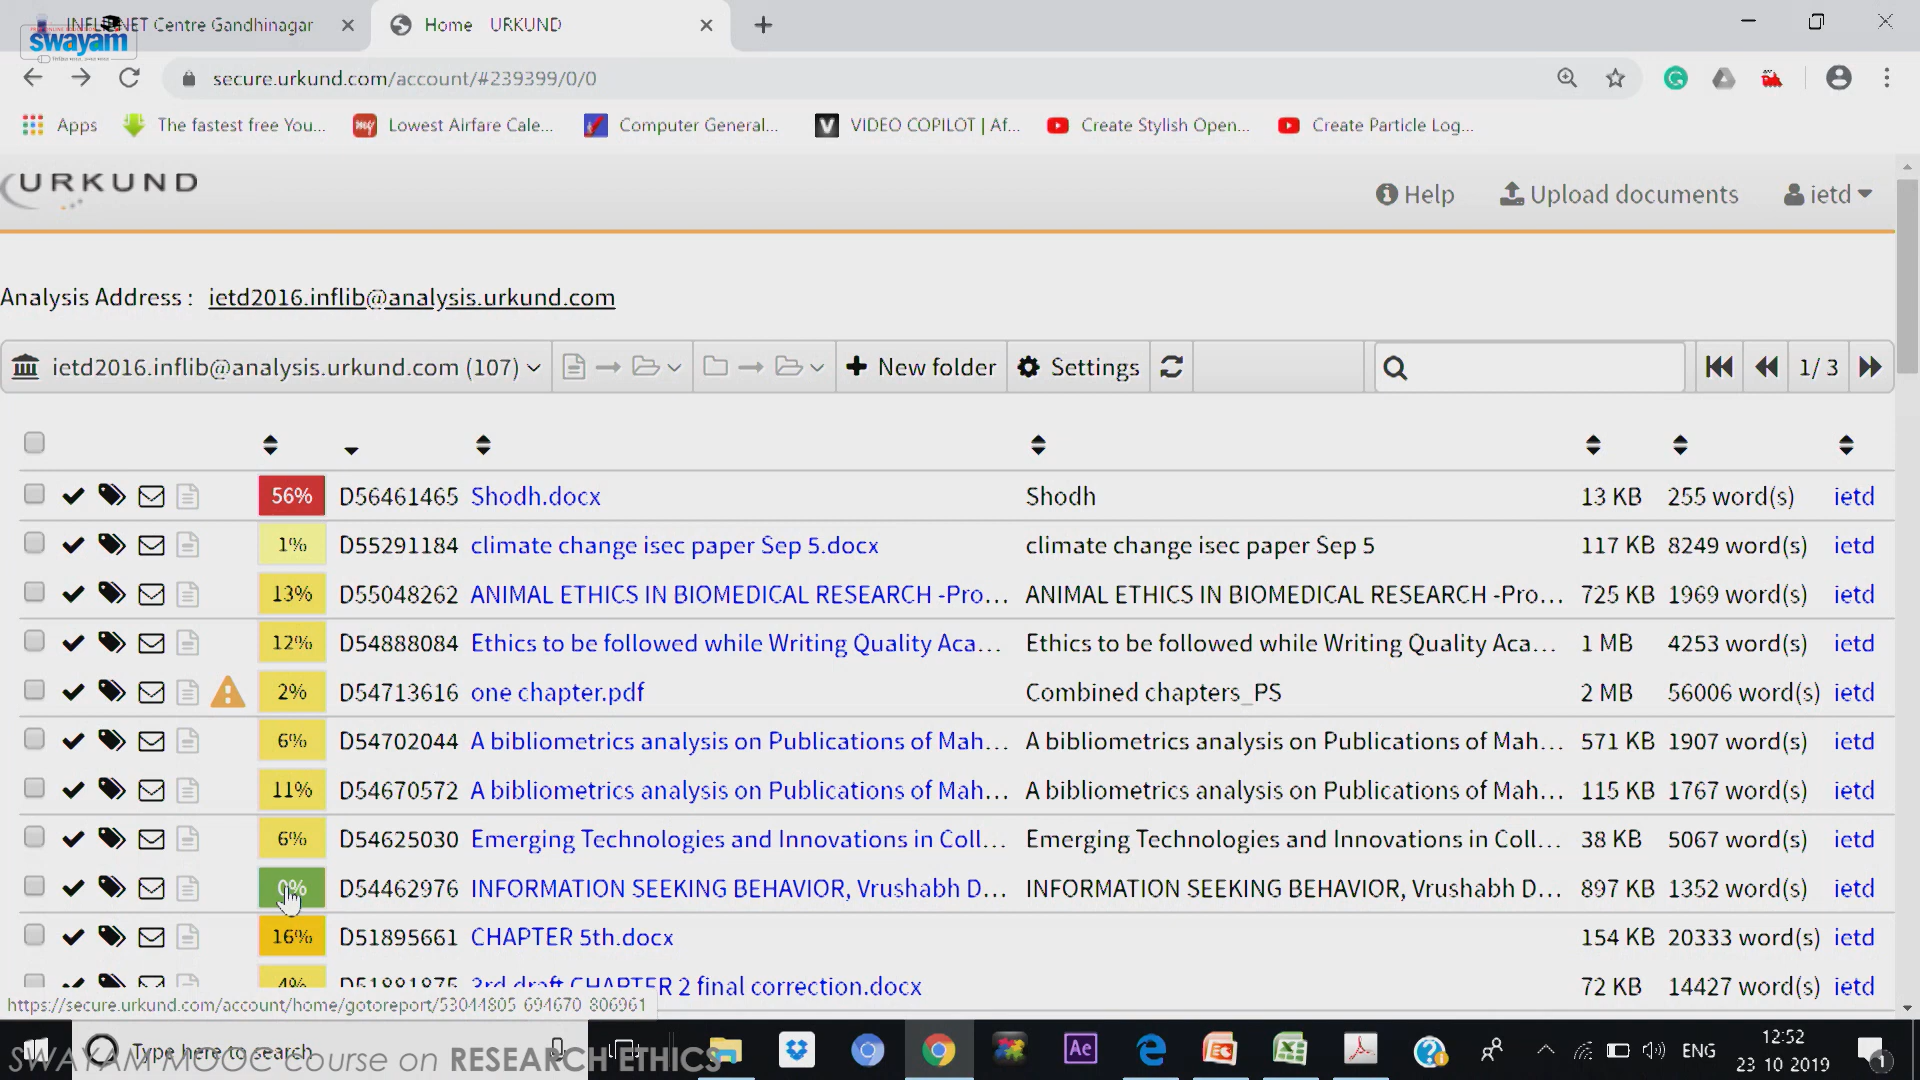 INFLIBNET Centre Gandhinagar
Home URKUND
swayam
secure.urkund.com/account/#239399/0/0
Apps
The fastest free You...
Lowest Airfare Cale...
Computer General...
VIDEO COPILOT | Af...
Create Stylish Open...
Create Particle Log...
URKUND
Help
Upload documents
ietd
Analysis Address : ietd2016.inflib@analysis.urkund.com
ietd2016.inflib@analysis.urkund.com (107)
New folder
Settings
1/ 3
56% D56461465 Shodh.docx Shodh 13 KB 255 word(s) ietd
1% D55291184 climate change isec paper Sep 5.docx climate change isec paper Sep 5 117 KB 8249 word(s) ietd
13% D55048262 ANIMAL ETHICS IN BIOMEDICAL RESEARCH -Pro... ANIMAL ETHICS IN BIOMEDICAL RESEARCH -Pro... 725 KB 1969 word(s) ietd
12% D54888084 Ethics to be followed while Writing Quality Aca... Ethics to be followed while Writing Quality Aca... 1 MB 4253 word(s) ietd
2% D54713616 one chapter.pdf Combined chapters_PS 2 MB 56006 word(s) ietd
6% D54702044 A bibliometrics analysis on Publications of Mah... A bibliometrics analysis on Publications of Mah... 571 KB 1907 word(s) ietd
11% D54670572 A bibliometrics analysis on Publications of Mah... A bibliometrics analysis on Publications of Mah... 115 KB 1767 word(s) ietd
6% D54625030 Emerging Technologies and Innovations in Coll... Emerging Technologies and Innovations in Coll... 38 KB 5067 word(s) ietd
0% D54462976 INFORMATION SEEKING BEHAVIOR, Vrushabh D... INFORMATION SEEKING BEHAVIOR, Vrushabh D... 897 KB 1352 word(s) ietd
16% D51895661 CHAPTER 5th.docx 154 KB 20333 word(s) ietd
4% D51881875 3rd draft CHAPTER 2 final correction.docx 72 KB 14427 word(s) ietd
https://secure.urkund.com/account/home/gotoreport/53044805-694670-806961
Type here to search
SWAYAM MOOC course on RESEARCH ETHICS
Ae
ENG
12:52
23-10-2019
1